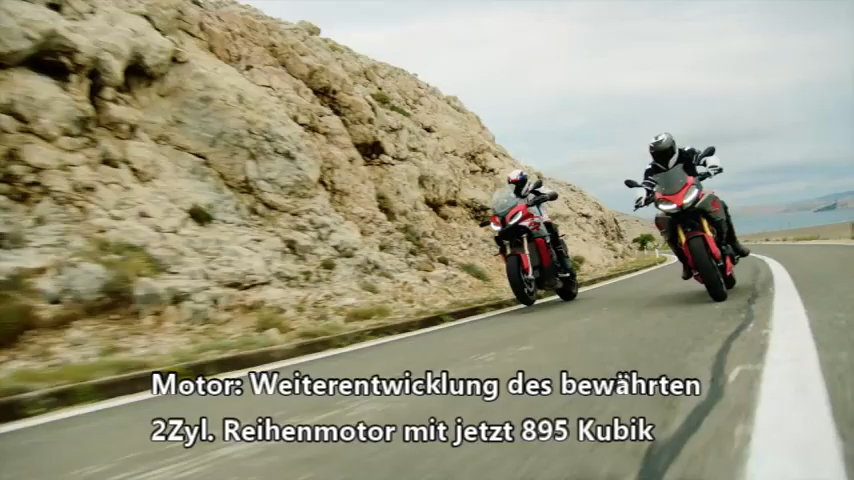 Motor: Weiterentwicklung des bewährten
2Zyl. Reihenmotor mit jetzt 895 Kubik